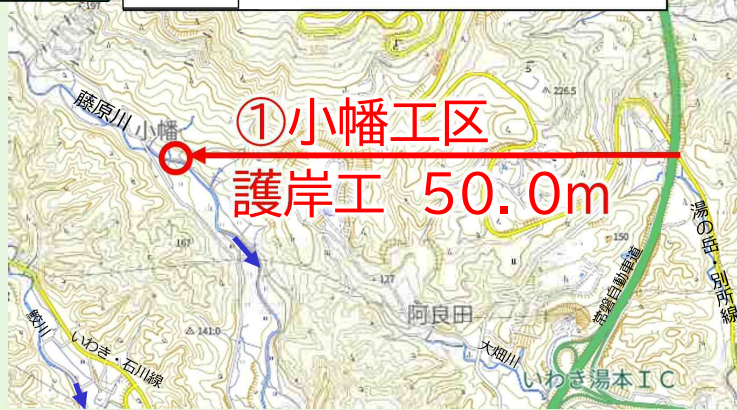 197
藤原川
小幡
①小幡工区
護岸工 50.0m
226.5
167
150
湯の岳・別所線
常磐自動車道
127
阿良田
141.0
鮫川
いわき・石川線
大畑川
いわき湯本IC